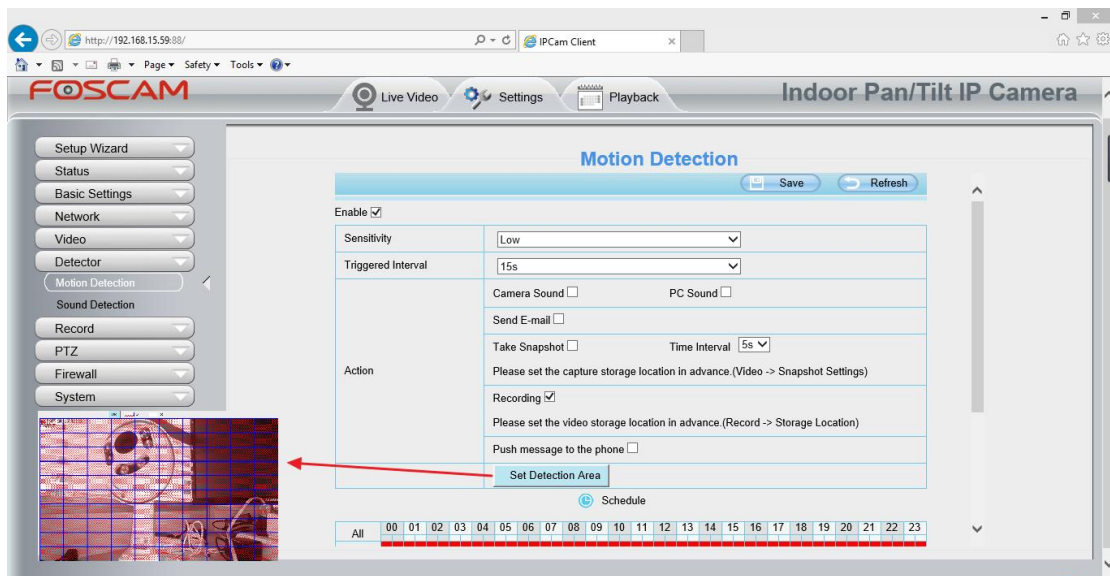 http://192.168.15.59:88/
IPCam Client
Page Safety Tools
FOSCAM
Live Video
Settings
Playback
Indoor Pan/Tilt IP Camera
Setup Wizard
Status
Basic Settings
Network
Video
Detector
Motion Detection
Sound Detection
Record
PTZ
Firewall
System
Motion Detection
Save
Refresh
Enable
Sensitivity
Low
Triggered Interval
15s
Action
Camera Sound
PC Sound
Send E-mail
Take Snapshot
Time Interval 5s
Please set the capture storage location in advance.(Video -> Snapshot Settings)
Recording
Please set the video storage location in advance.(Record -> Storage Location)
Push message to the phone
Set Detection Area
Schedule
All 00 01 02 03 04 05 06 07 08 09 10 11 12 13 14 15 16 17 18 19 20 21 22 23